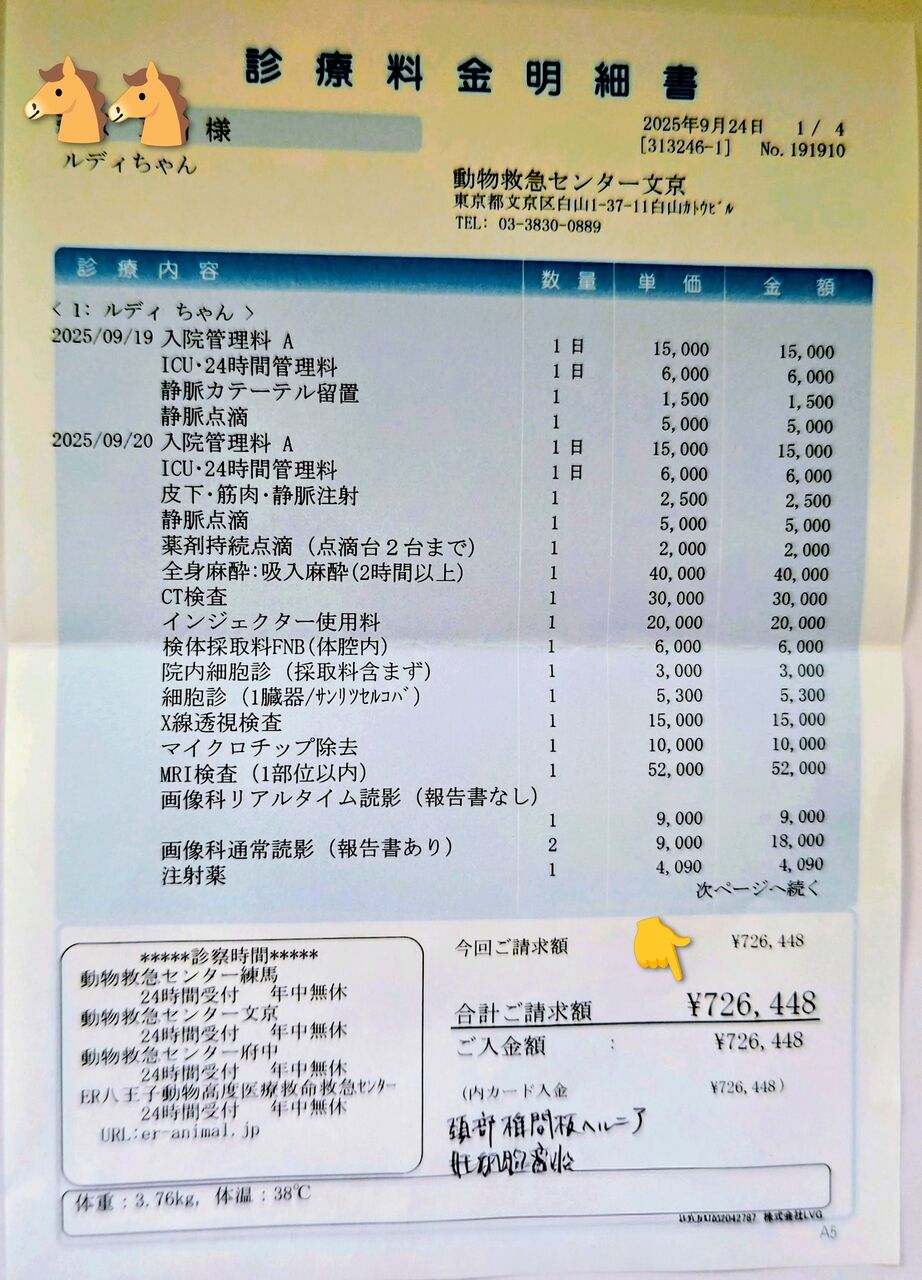 診療料金明細書
様
ルディちゃん
2025年9月24日 1/ 4
[313246-1] No.191910
動物救急センター文京
東京都文京区白山1-37-11白山ｶﾄｳﾋﾞﾙ
TEL: 03-3830-0889
診療内容 数量 単価 金額
< 1: ルディ ちゃん >
2025/09/19 入院管理料 A 1 日 15,000 15,000
ICU･24時間管理料 1 日 6,000 6,000
静脈カテーテル留置 1 1,500 1,500
静脈点滴 1 5,000 5,000
2025/09/20 入院管理料 A 1 日 15,000 15,000
ICU･24時間管理料 1 日 6,000 6,000
皮下･筋肉･静脈注射 1 2,500 2,500
静脈点滴 1 5,000 5,000
薬剤持続点滴 (点滴台２台まで) 1 2,000 2,000
全身麻酔:吸入麻酔(2時間以上) 1 40,000 40,000
CT検査 1 30,000 30,000
インジェクター使用料 1 20,000 20,000
検体採取料FNB(体腔内) 1 6,000 6,000
院内細胞診 (採取料含まず) 1 3,000 3,000
細胞診 (1臓器/ｻﾝﾘﾂｾﾙｺﾊﾞ) 1 5,300 5,300
X線透視検査 1 15,000 15,000
マイクロチップ除去 1 10,000 10,000
MRI検査 (1部位以内) 1 52,000 52,000
画像科リアルタイム読影 (報告書なし)
1 9,000 9,000
画像科通常読影 (報告書あり) 2 9,000 18,000
注射薬 1 4,090 4,090
次ページへ続く
*****診察時間*****
動物救急センター練馬
24時間受付 年中無休
動物救急センター文京
24時間受付 年中無休
動物救急センター府中
24時間受付 年中無休
ER八王子動物高度医療救命救急ｾﾝﾀｰ
24時間受付 年中無休
URL:er-animal.jp
今回ご請求額 ¥726,448
合計ご請求額 ¥726,448
ご入金額 : ¥726,448
(内カード入金 ¥726,448)
頚部椎間板ヘルニア
体重:3.76kg, 体温:38℃
株式会社LVG
A5